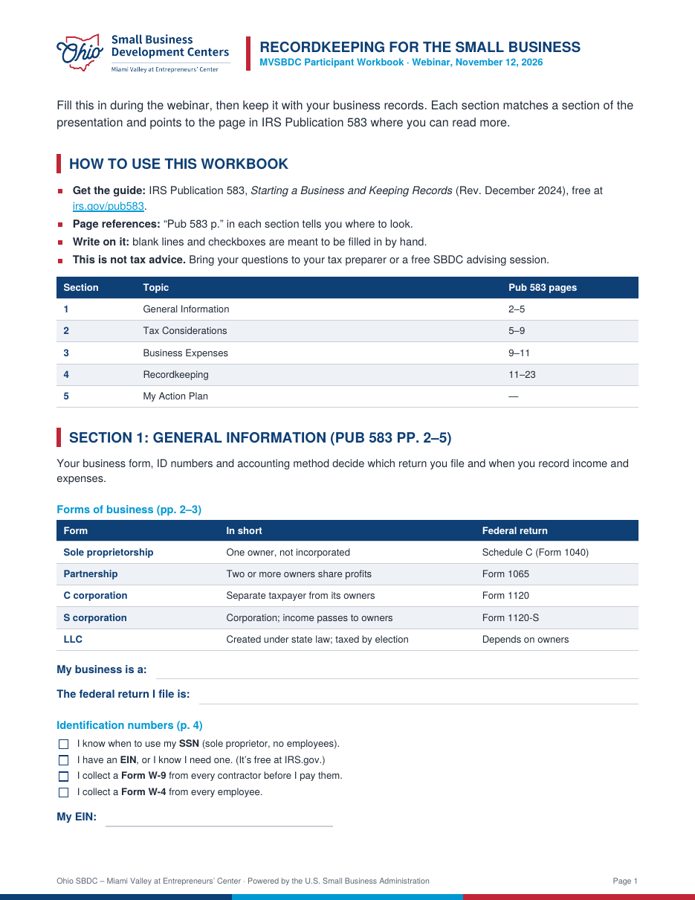 Ohio
Small Business
Development Centers
Miami Valley at Entrepreneurs' Center
RECORDKEEPING FOR THE SMALL BUSINESS
MVSBDC Participant Workbook · Webinar, November 12, 2026
Fill this in during the webinar, then keep it with your business records. Each section matches a section of the
presentation and points to the page in IRS Publication 583 where you can read more.
HOW TO USE THIS WORKBOOK
Get the guide: IRS Publication 583, Starting a Business and Keeping Records (Rev. December 2024), free at
irs.gov/pub583.
Page references: “Pub 583 p.” in each section tells you where to look.
Write on it: blank lines and checkboxes are meant to be filled in by hand.
This is not tax advice. Bring your questions to your tax preparer or a free SBDC advising session.
Section Topic Pub 583 pages
1 General Information 2–5
2 Tax Considerations 5–9
3 Business Expenses 9–11
4 Recordkeeping 11–23
5 My Action Plan —
SECTION 1: GENERAL INFORMATION (PUB 583 PP. 2–5)
Your business form, ID numbers and accounting method decide which return you file and when you record income and
expenses.
Forms of business (pp. 2–3)
Form In short Federal return
Sole proprietorship One owner, not incorporated Schedule C (Form 1040)
Partnership Two or more owners share profits Form 1065
C corporation Separate taxpayer from its owners Form 1120
S corporation Corporation; income passes to owners Form 1120-S
LLC Created under state law; taxed by election Depends on owners
My business is a:
The federal return I file is:
Identification numbers (p. 4)
I know when to use my SSN (sole proprietor, no employees).
I have an EIN, or I know I need one. (It’s free at IRS.gov.)
I collect a Form W-9 from every contractor before I pay them.
I collect a Form W-4 from every employee.
My EIN:
Ohio SBDC – Miami Valley at Entrepreneurs’ Center · Powered by the U.S. Small Business Administration Page 1